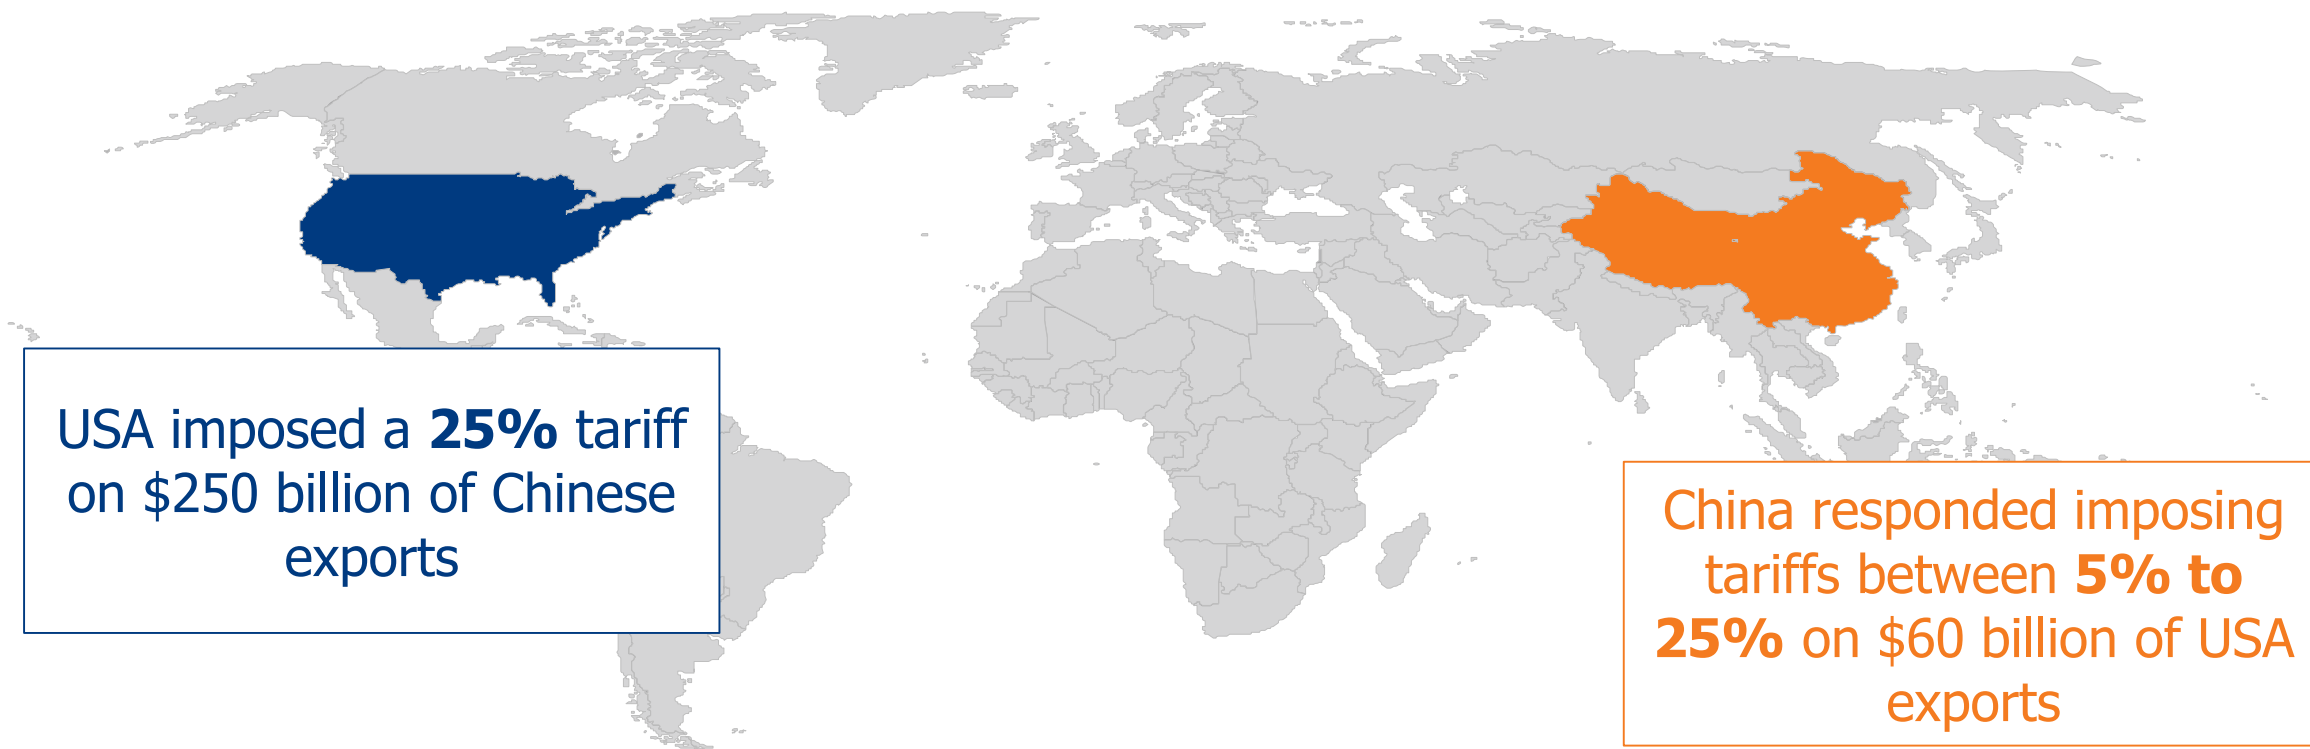 USA imposed a 25% tariff
on $250 billion of Chinese
exports
China responded imposing
tariffs between 5% to
25% on $60 billion of USA
exports